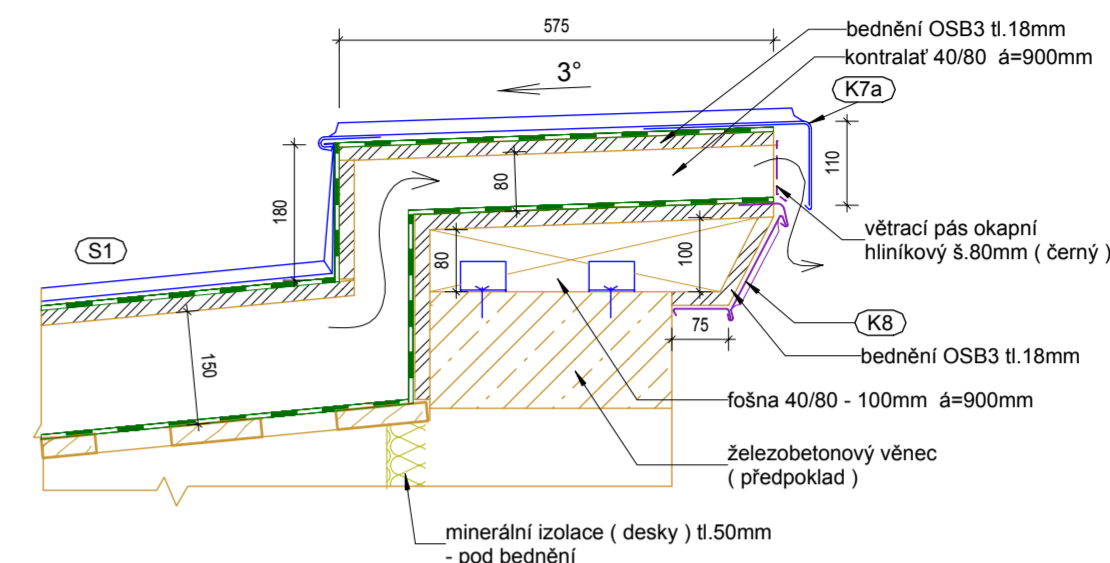 575
bednění OSB3 tl.18mm
kontralať 40/80 á=900mm
3°
K7a
110
80
180
větrací pás okapní
hliníkový š.80mm ( černý )
S1
80
100
K8
75
150
bednění OSB3 tl.18mm
fošna 40/80 - 100mm á=900mm
železobetonový věnec
( předpoklad )
minerální izolace ( desky ) tl.50mm
- pod bednění